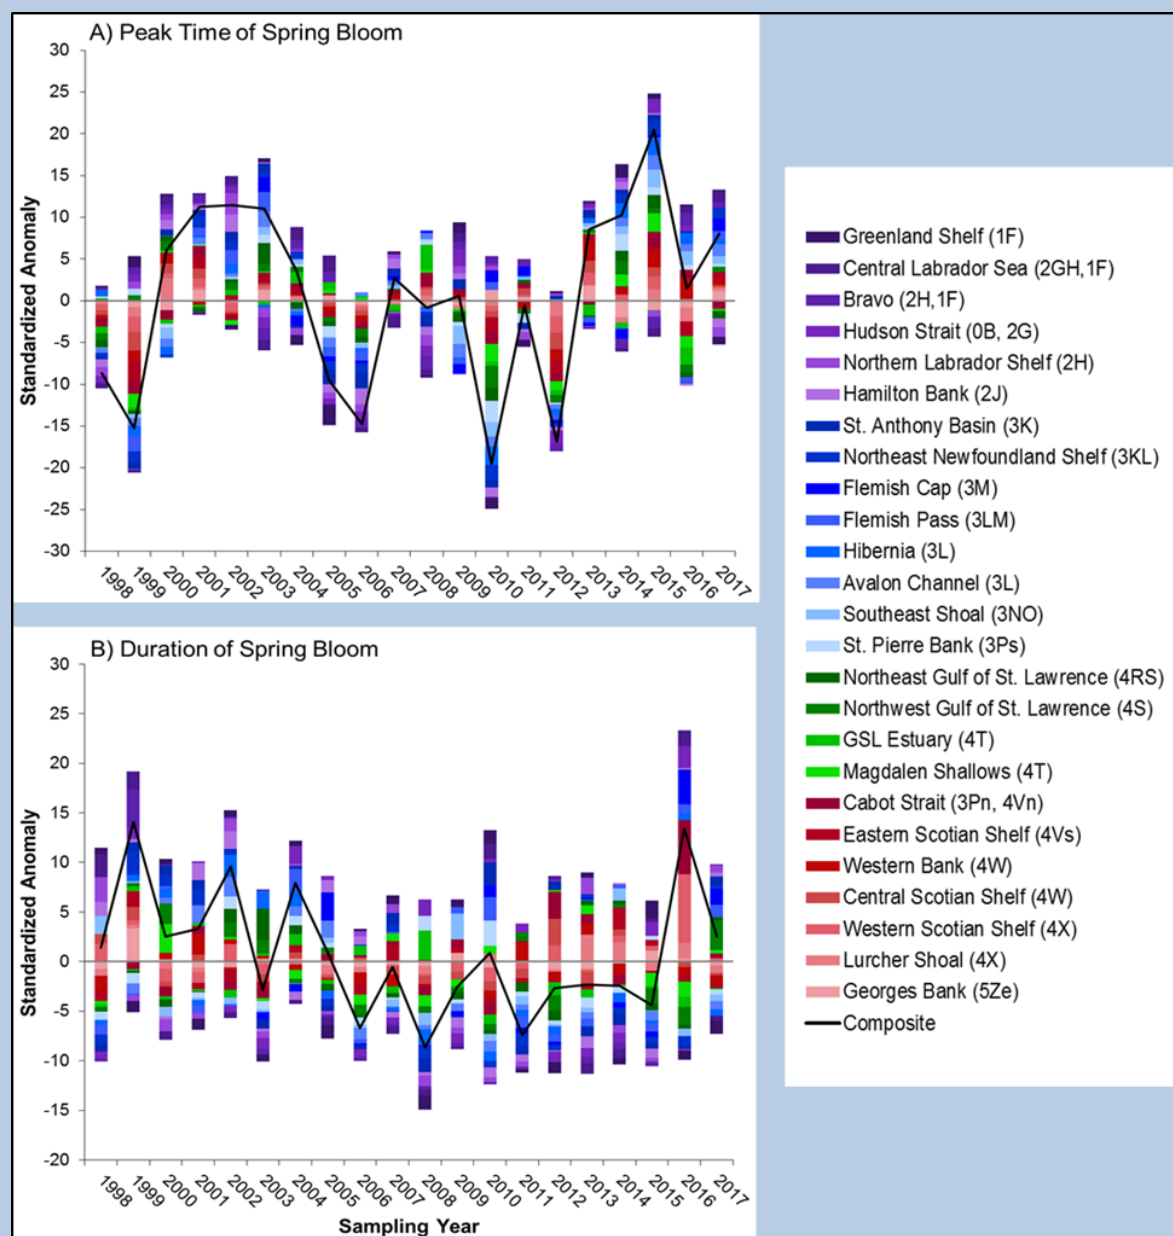 A) Peak Time of Spring Bloom
30
25
20
15
10
5
0
-5
-10
-15
-20
-25
-30
Standardized Anomaly
1998 1999 2000 2001 2002 2003 2004 2005 2006 2007 2008 2009 2010 2011 2012 2013 2014 2015 2016 2017
B) Duration of Spring Bloom
30
25
20
15
10
5
0
-5
-10
-15
-20
Standardized Anomaly
1998 1999 2000 2001 2002 2003 2004 2005 2006 2007 2008 2009 2010 2011 2012 2013 2014 2015 2016 2017
Sampling Year
Greenland Shelf (1F)
Central Labrador Sea (2GH,1F)
Bravo (2H,1F)
Hudson Strait (0B, 2G)
Northern Labrador Shelf (2H)
Hamilton Bank (2J)
St. Anthony Basin (3K)
Northeast Newfoundland Shelf (3KL)
Flemish Cap (3M)
Flemish Pass (3LM)
Hibernia (3L)
Avalon Channel (3L)
Southeast Shoal (3NO)
St. Pierre Bank (3Ps)
Northeast Gulf of St. Lawrence (4RS)
Northwest Gulf of St. Lawrence (4S)
GSL Estuary (4T)
Magdalen Shallows (4T)
Cabot Strait (3Pn, 4Vn)
Eastern Scotian Shelf (4Vs)
Western Bank (4W)
Central Scotian Shelf (4W)
Western Scotian Shelf (4X)
Lurcher Shoal (4X)
Georges Bank (5Ze)
Composite